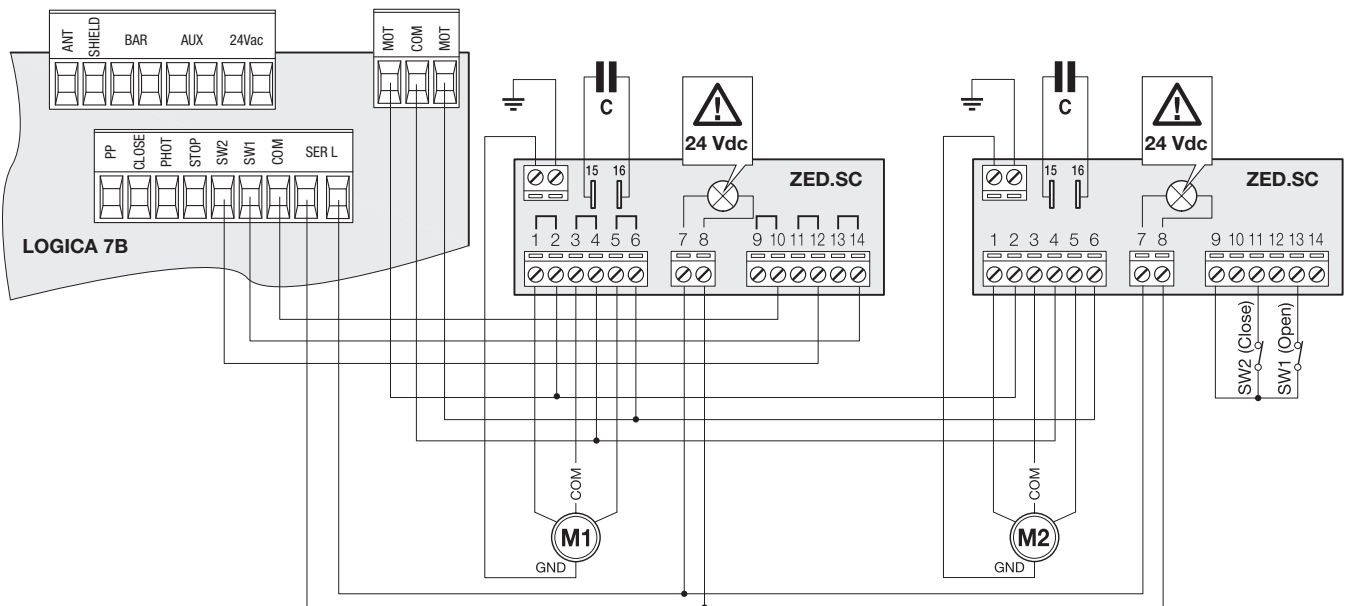 ANT SHIELD BAR AUX 24Vac
MOT COM MOT
PP CLOSE PHOT STOP SW2 SW1 COM SER L
LOGICA 7B
C
24 Vdc
15 16
ZED.SC
1 2 3 4 5 6 7 8 9 10 11 12 13 14
COM
M1
GND
C
24 Vdc
15 16
ZED.SC
1 2 3 4 5 6 7 8 9 10 11 12 13 14
SW2 (Close)
SW1 (Open)
COM
M2
GND